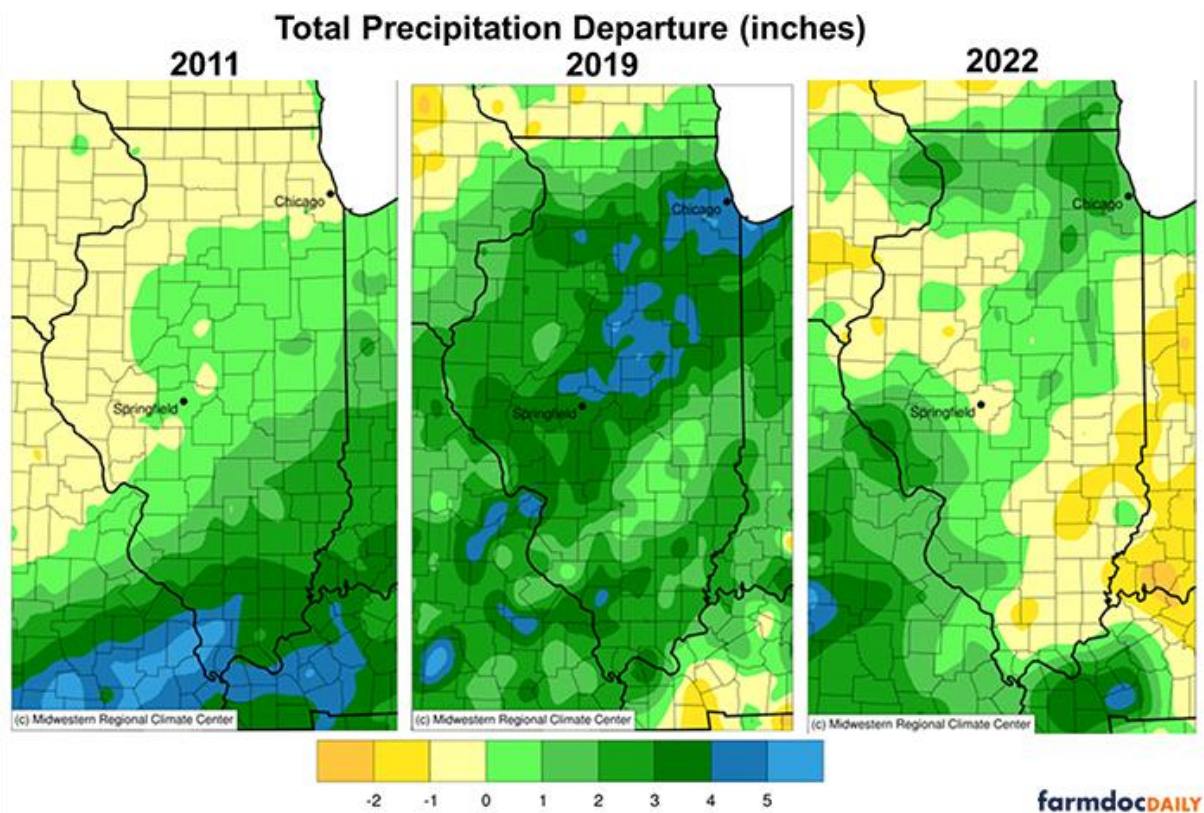 Total Precipitation Departure (inches)
2011
2019
2022
Chicago
Springfield
(c) Midwestern Regional Climate Center
Chicago
Springfield
(c) Midwestern Regional Climate Center
Chicago
Springfield
(c) Midwestern Regional Climate Center
-2 -1 0 1 2 3 4 5
farmdocDAILY